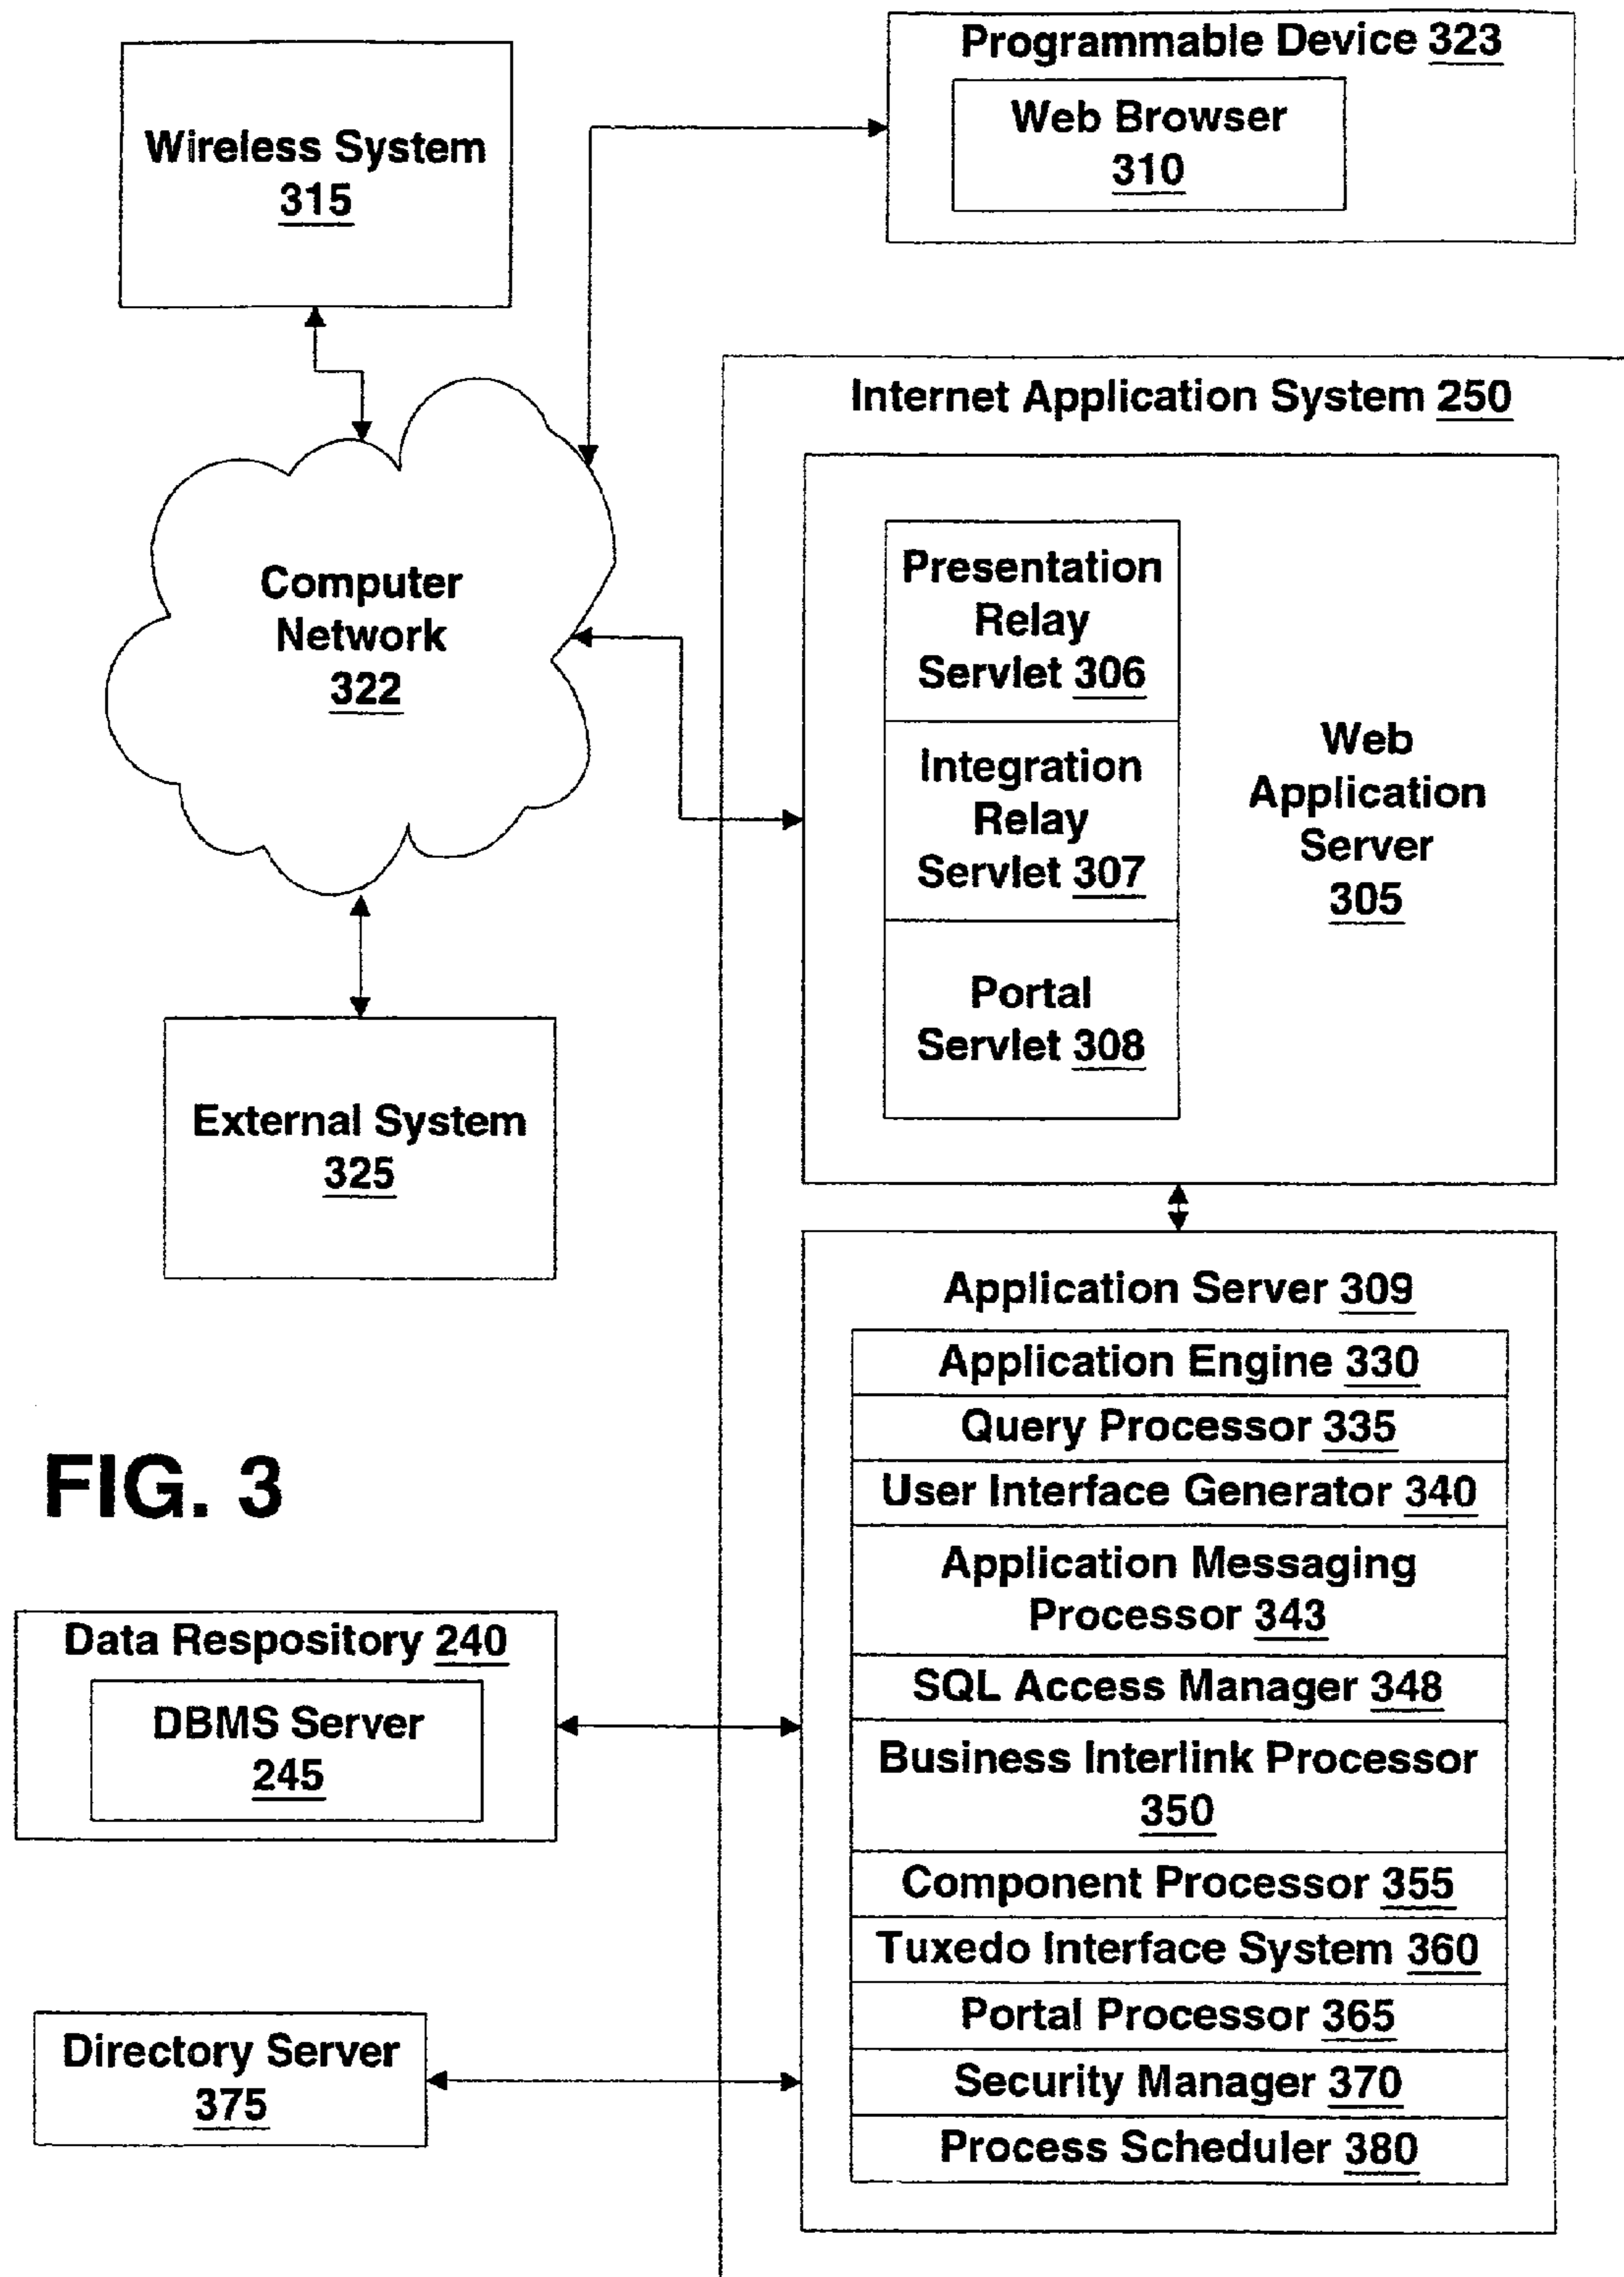 Programmable Device 323
Web Browser
310
Wireless System
315
Internet Application System 250
Computer
Network
322
Presentation
Relay
Servlet 306
Integration
Relay
Servlet 307
Portal
Servlet 308
Web
Application
Server
305
External System
325
Application Server 309
Application Engine 330
Query Processor 335
User Interface Generator 340
Application Messaging
Processor 343
SQL Access Manager 348
Business Interlink Processor
350
Component Processor 355
Tuxedo Interface System 360
Portal Processor 365
Security Manager 370
Process Scheduler 380
FIG. 3
Data Respository 240
DBMS Server
245
Directory Server
375